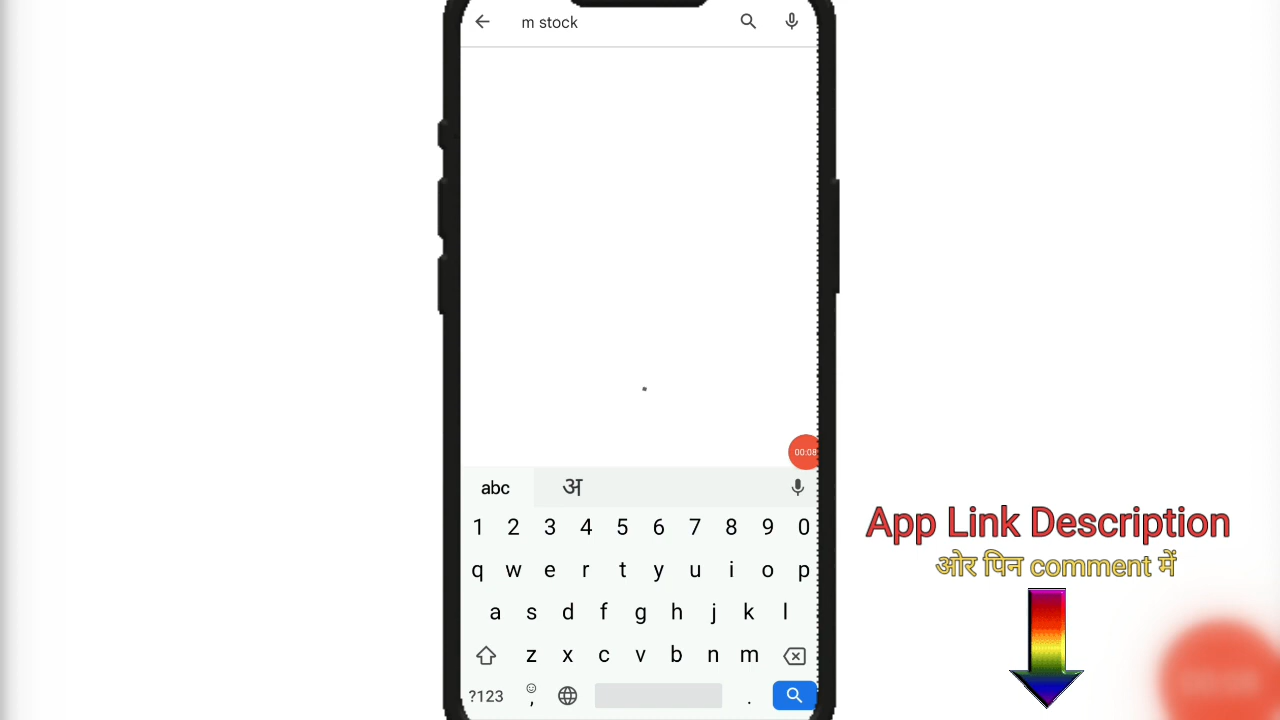 m stock
00:08
abc अ
1 2 3 4 5 6 7 8 9 0
q w e r t y u i o p
a s d f g h j k l
z x c v b n m
?123 , .
App Link Description
ओर पिन comment में